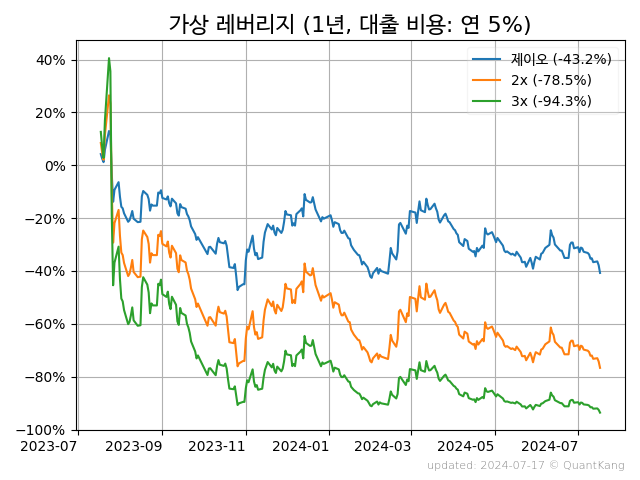 가상 레버리지 (1년, 대출 비용: 연 5%)
제이오 (-43.2%)
2x (-78.5%)
3x (-94.3%)
40%
20%
0%
−20%
−40%
−60%
−80%
−100%
2023-07 2023-09 2023-11 2024-01 2024-03 2024-05 2024-07
updated: 2024-07-17 © QuantKang